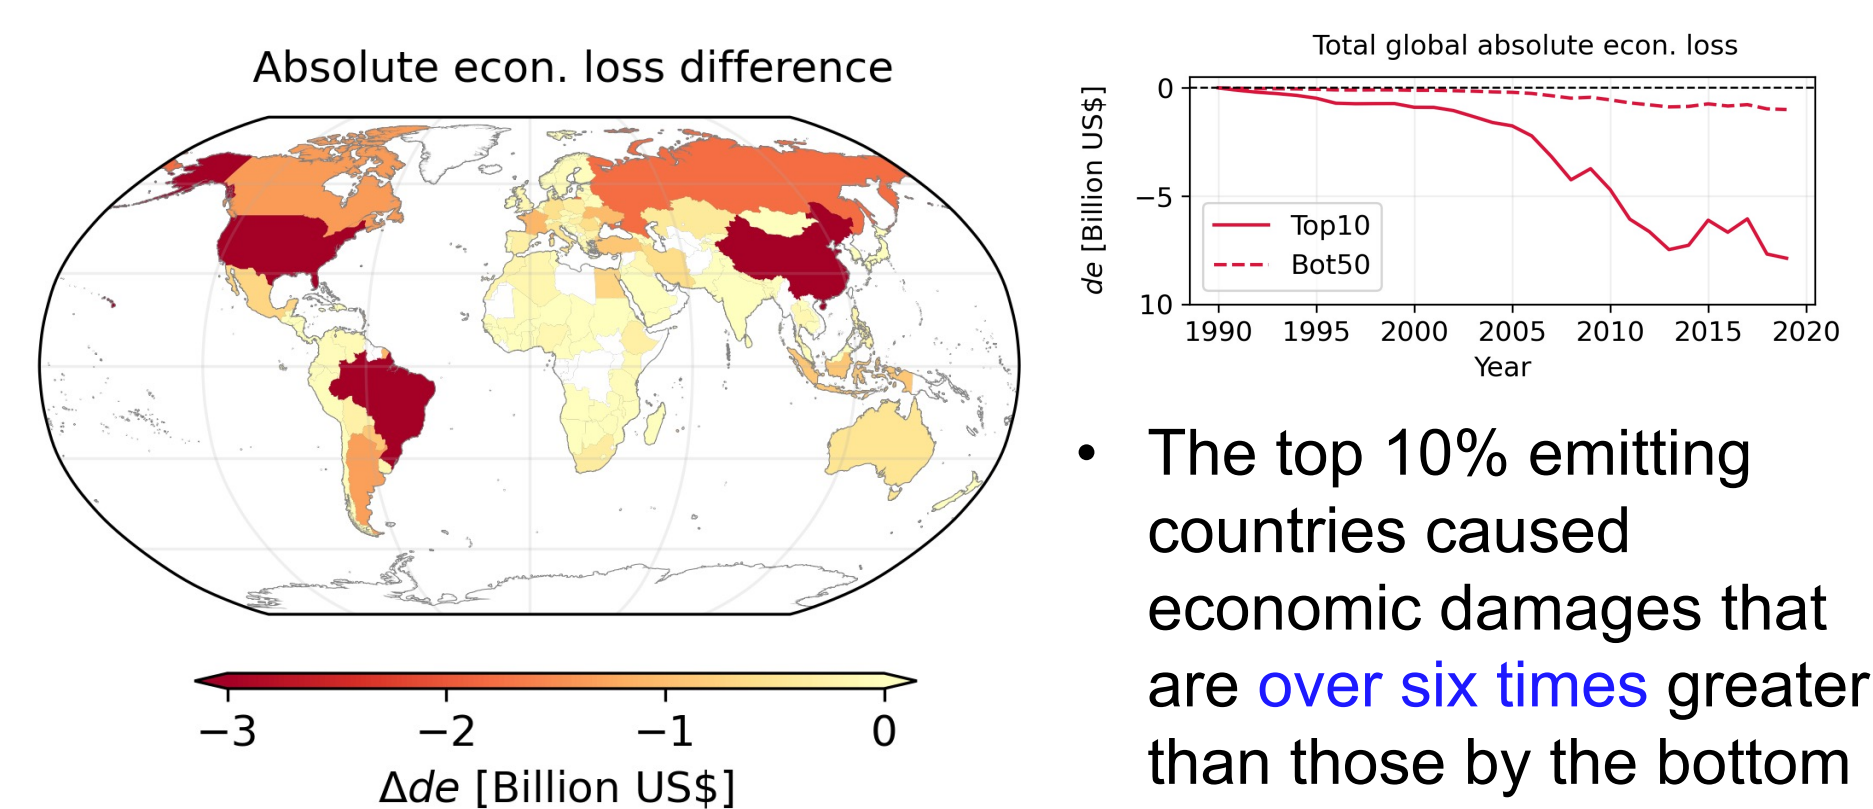 Absolute econ. loss difference
−3 −2 −1 0
Δde [Billion US$]
Total global absolute econ. loss
de [Billion US$]
0
−5
10
Top10
Bot50
1990 1995 2000 2005 2010 2015 2020
Year
• The top 10% emitting
countries caused
economic damages that
are over six times greater
than those by the bottom